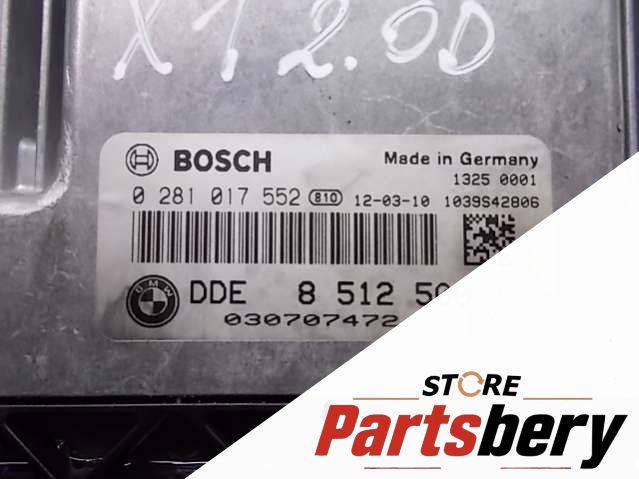 X1 2.0D
BOSCH
Made in Germany
1325 0001
0 281 017 552 810 12-03-10 1039S42806
BMW
DDE 8 512
030707472
STORE
Partsbery